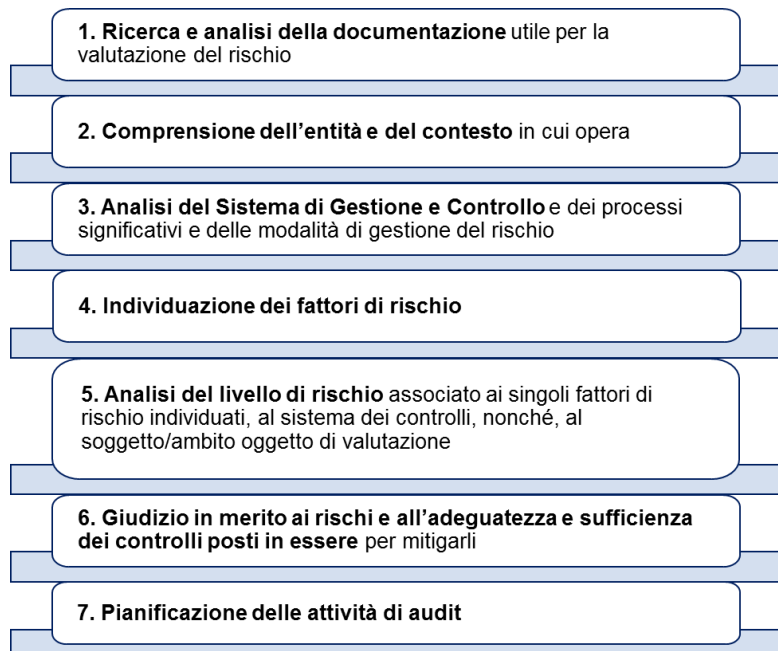 1. Ricerca e analisi della documentazione utile per la
valutazione del rischio
2. Comprensione dell'entità e del contesto in cui opera
3. Analisi del Sistema di Gestione e Controllo e dei processi
significativi e delle modalità di gestione del rischio
4. Individuazione dei fattori di rischio
5. Analisi del livello di rischio associato ai singoli fattori di
rischio individuati, al sistema dei controlli, nonché, al
soggetto/ambito oggetto di valutazione
6. Giudizio in merito ai rischi e all'adeguatezza e sufficienza
dei controlli posti in essere per mitigarli
7. Pianificazione delle attività di audit